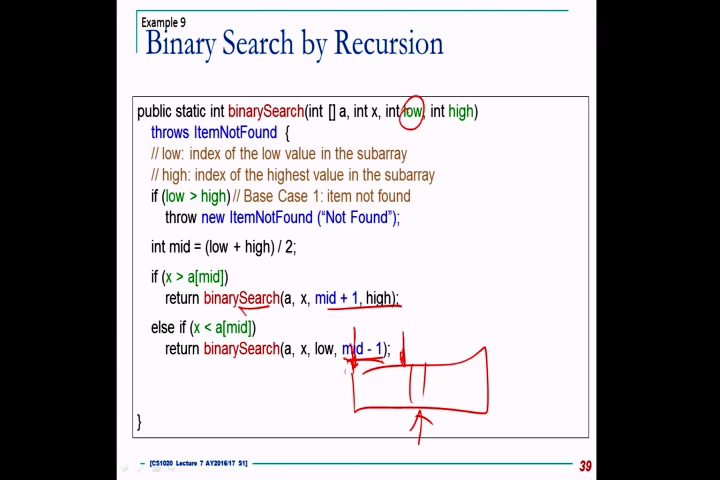 Example 9
Binary Search by Recursion
public static int binarySearch(int [] a, int x, int low, int high)
throws ItemNotFound {
// low: index of the low value in the subarray
// high: index of the highest value in the subarray
if (low > high) // Base Case 1: item not found
throw new ItemNotFound (“Not Found”);
int mid = (low + high) / 2;
if (x > a[mid])
return binarySearch(a, x, mid + 1, high);
else if (x < a[mid])
return binarySearch(a, x, low, mid - 1);
}
[CS1020 Lecture 7 AY2016/17 S1]
39